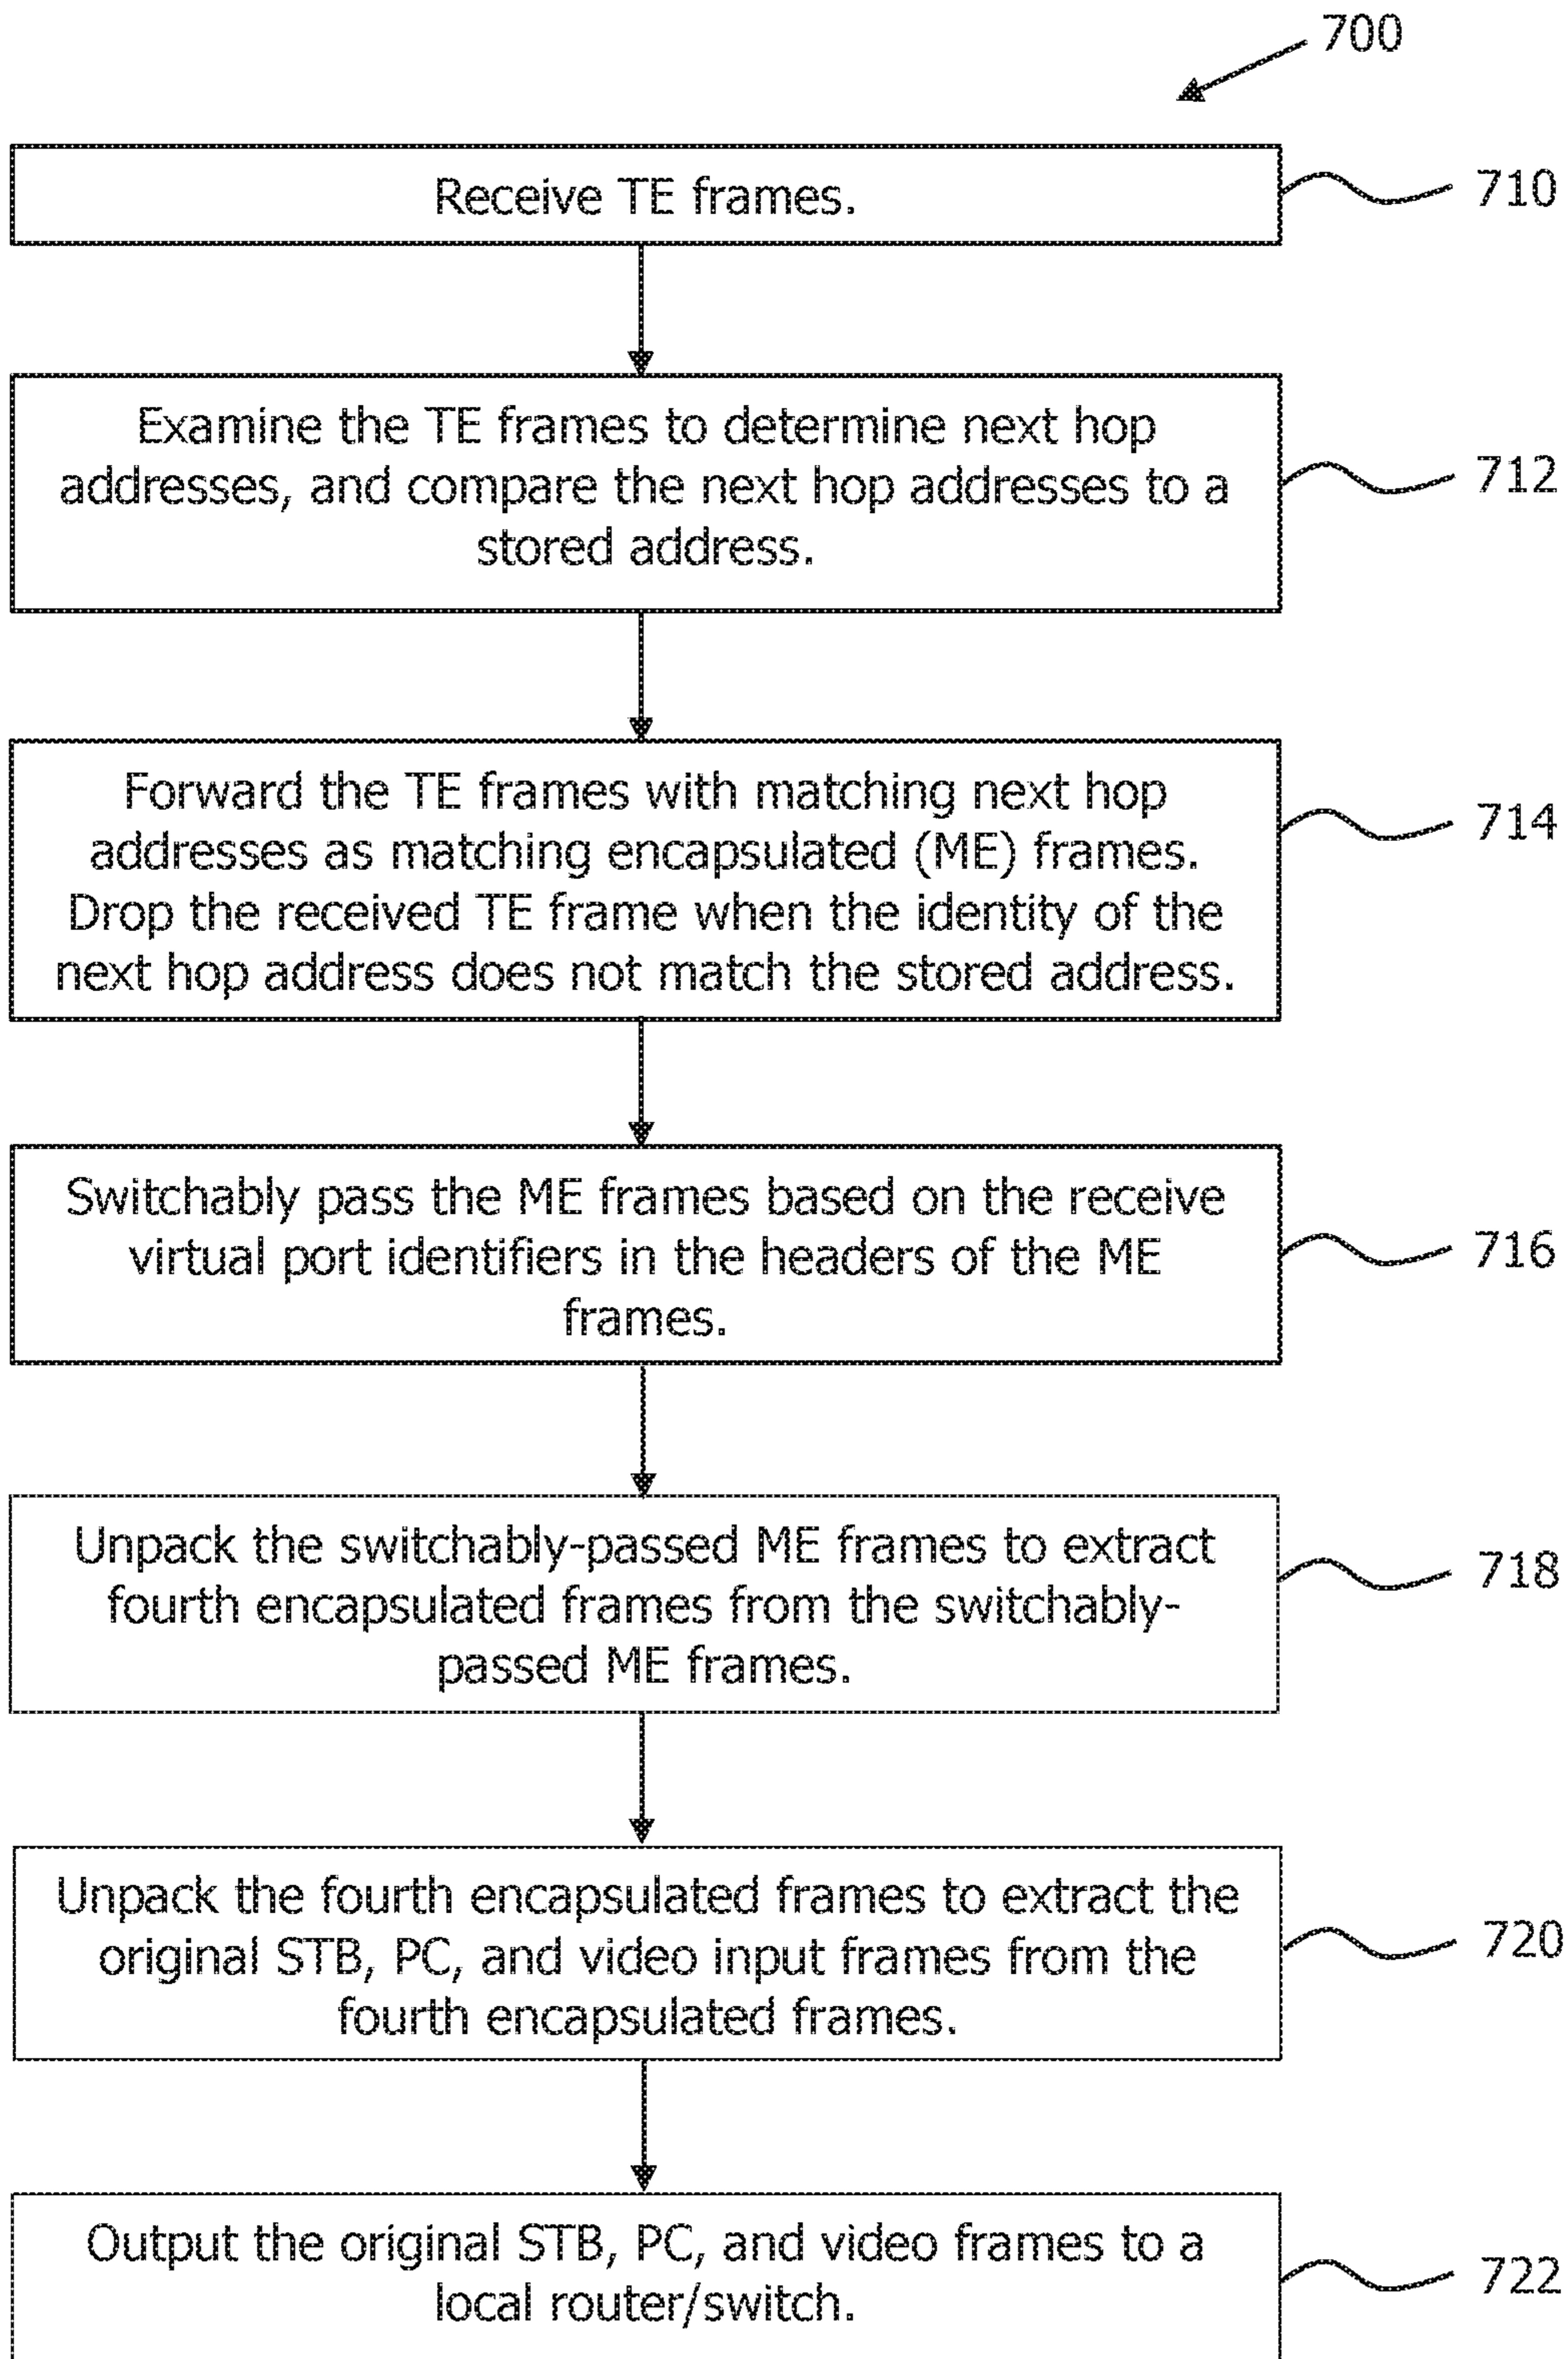 700
Receive TE frames.
710
Examine the TE frames to determine next hop
addresses, and compare the next hop addresses to a
stored address.
712
Forward the TE frames with matching next hop
addresses as matching encapsulated (ME) frames.
Drop the received TE frame when the identity of the
next hop address does not match the stored address.
714
Switchably pass the ME frames based on the receive
virtual port identifiers in the headers of the ME
frames.
716
Unpack the switchably-passed ME frames to extract
fourth encapsulated frames from the switchably-
passed ME frames.
718
Unpack the fourth encapsulated frames to extract the
original STB, PC, and video input frames from the
fourth encapsulated frames.
720
Output the original STB, PC, and video frames to a
local router/switch.
722